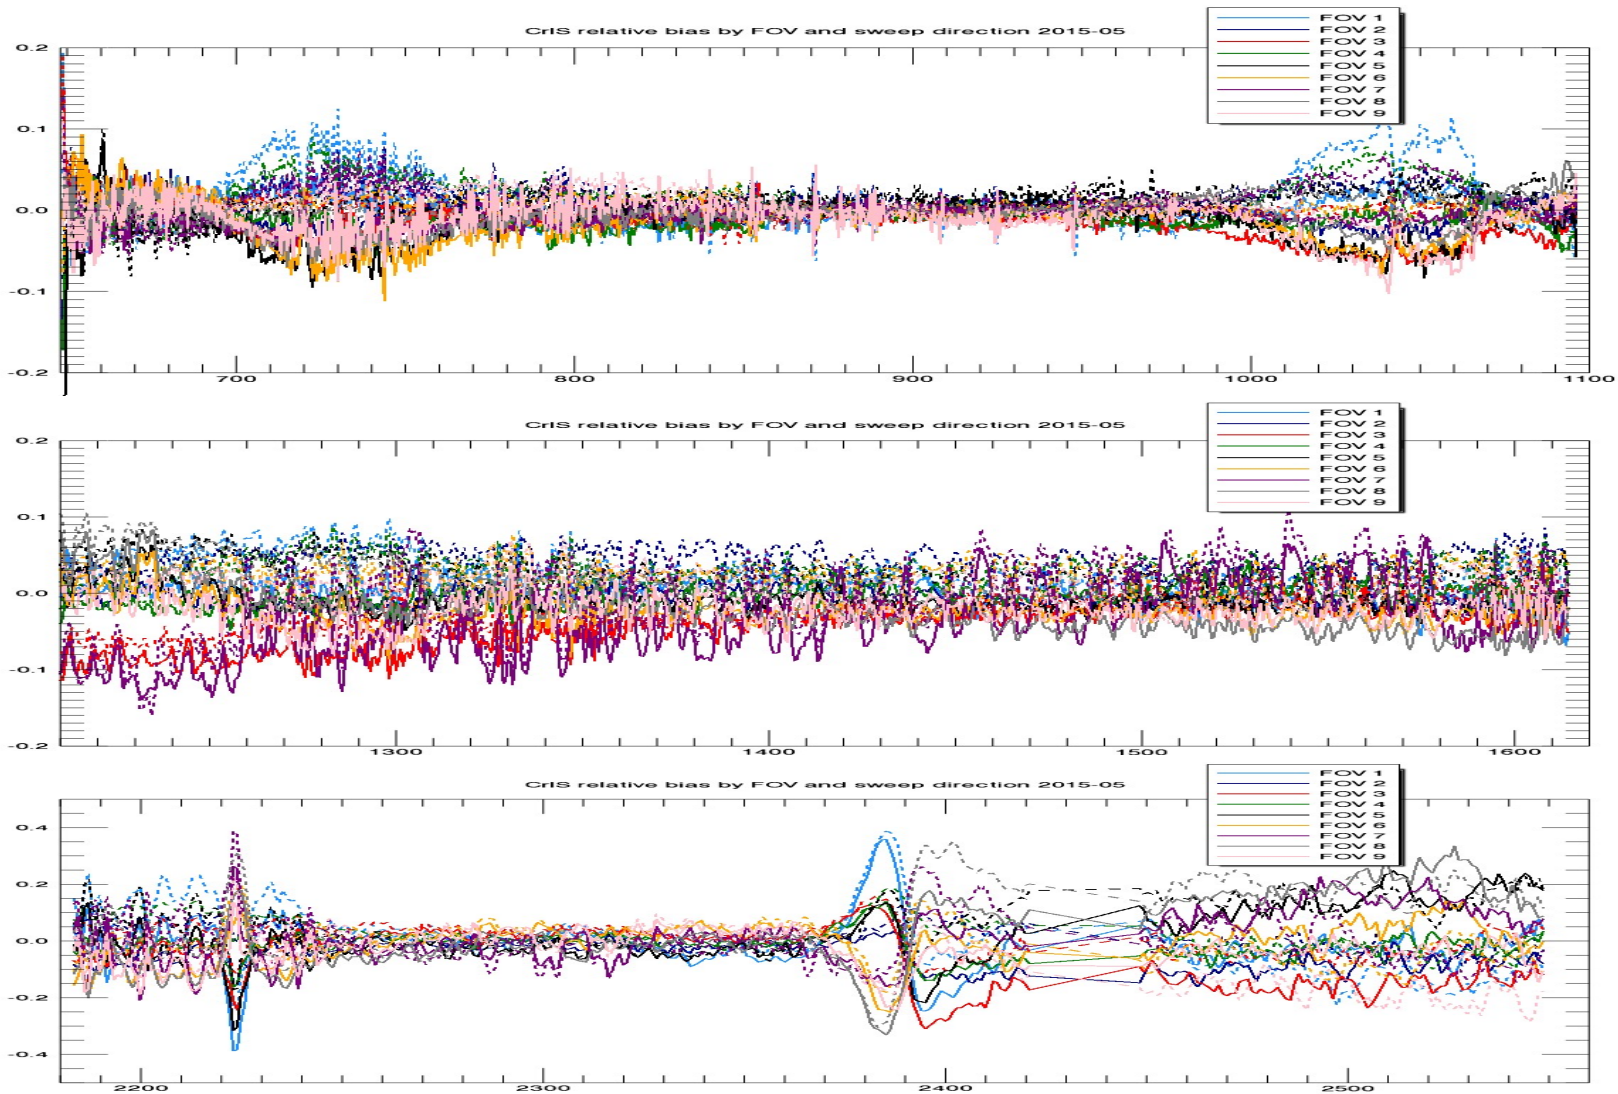 CrIS relative bias by FOV and sweep direction 2015-05
FOV 1
FOV 2
FOV 3
FOV 4
FOV 5
FOV 6
FOV 7
FOV 8
FOV 9
0.2
0.1
0.0
-0.1
-0.2
700 800 900 1000 1100
CrIS relative bias by FOV and sweep direction 2015-05
FOV 1
FOV 2
FOV 3
FOV 4
FOV 5
FOV 6
FOV 7
FOV 8
FOV 9
0.2
0.1
0.0
-0.1
-0.2
1300 1400 1500 1600
CrIS relative bias by FOV and sweep direction 2015-05
FOV 1
FOV 2
FOV 3
FOV 4
FOV 5
FOV 6
FOV 7
FOV 8
FOV 9
0.4
0.2
0.0
-0.2
-0.4
2200 2300 2400 2500